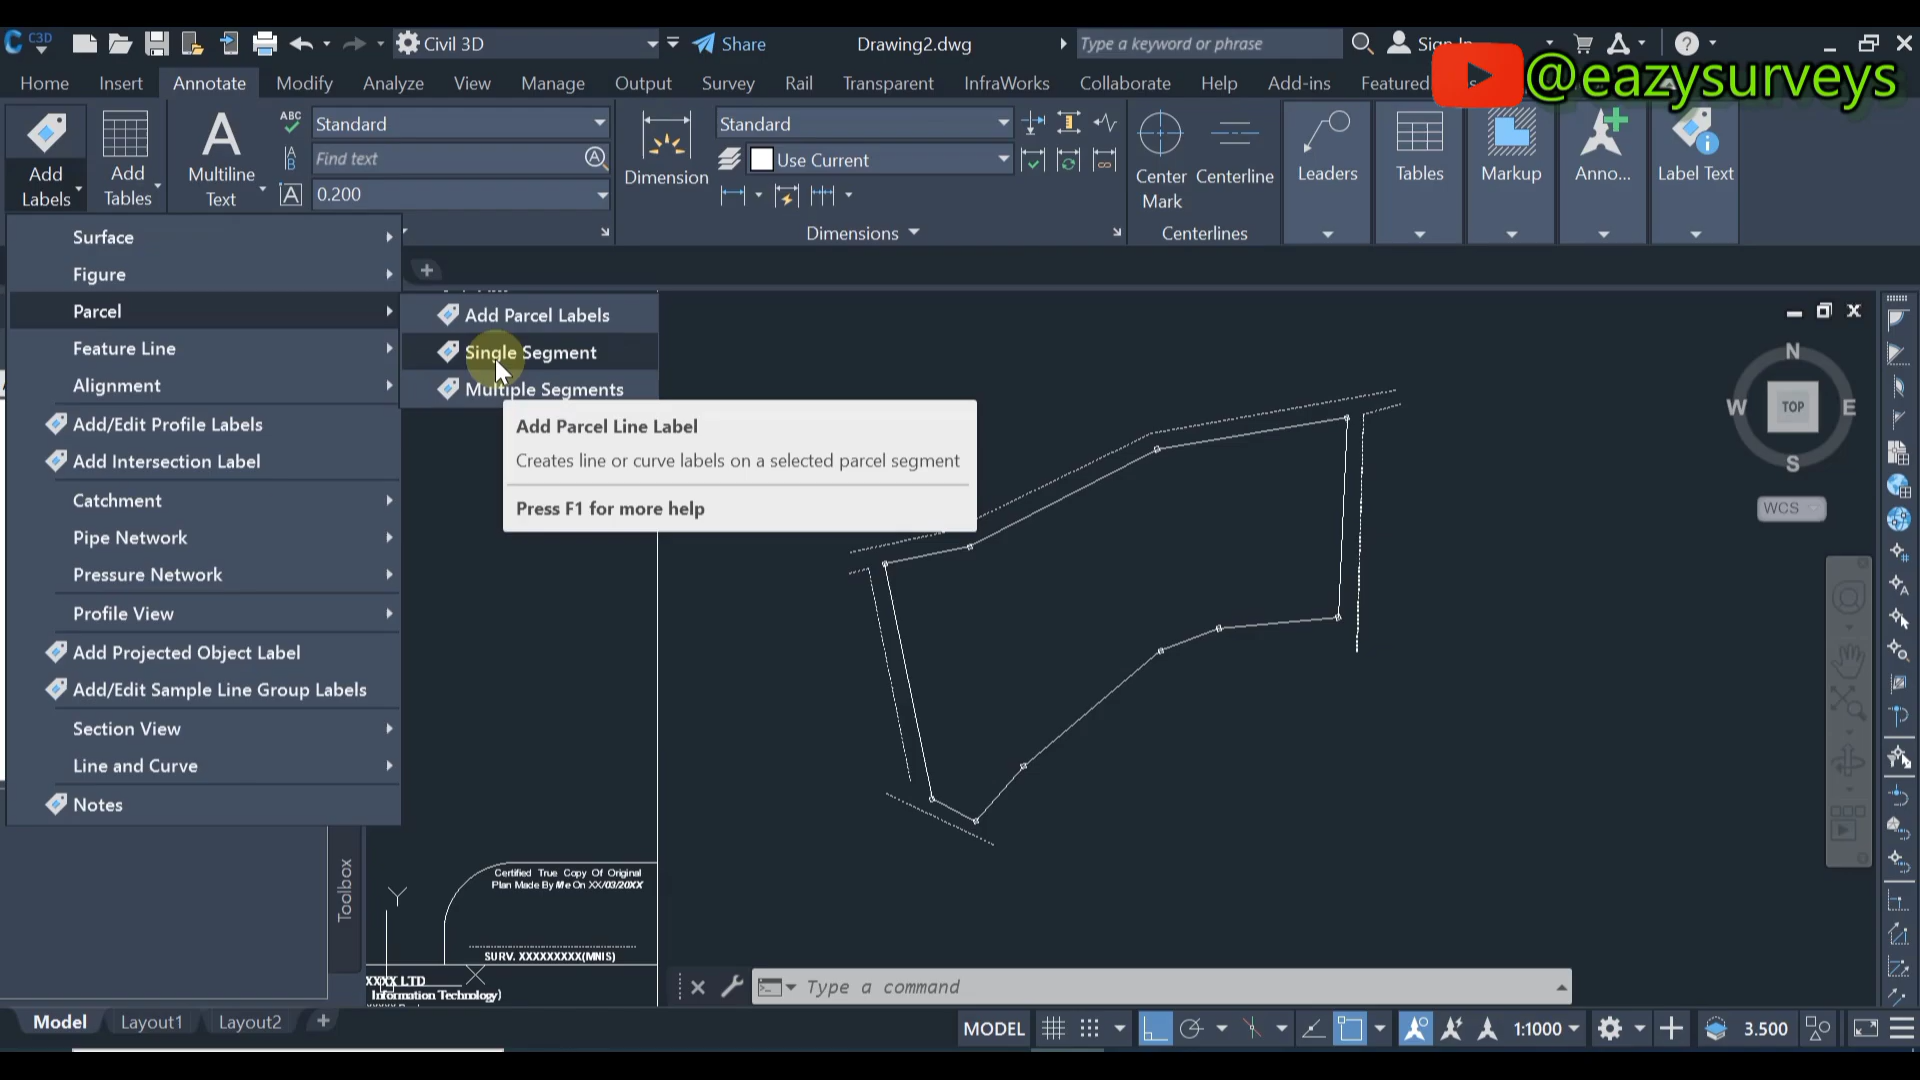 C3D
Civil 3D
Share
Drawing2.dwg
Type a keyword or phrase
@eazysurveys
Home
Insert
Annotate
Modify
Analyze
View
Manage
Output
Survey
Rail
Transparent
InfraWorks
Collaborate
Help
Add-ins
Featured
Add
Labels
Add
Tables
Multiline
Text
ABC
Standard
Find text
0.200
Dimension
Standard
Use Current
Dimensions
Center
Mark
Centerline
Centerlines
Leaders
Tables
Markup
Anno...
Label Text
Surface
Figure
Parcel
Feature Line
Alignment
Add/Edit Profile Labels
Add Intersection Label
Catchment
Pipe Network
Pressure Network
Profile View
Add Projected Object Label
Add/Edit Sample Line Group Labels
Section View
Line and Curve
Notes
Add Parcel Labels
Single Segment
Multiple Segments
Add Parcel Line Label
Creates line or curve labels on a selected parcel segment
Press F1 for more help
N
W
TOP
E
S
WCS
Toolbox
Y
X
Certified True Copy Of Original
Plan Made By Me On XX/03/20XX
SURV. XXXXXXXXX(MNIS)
XXXX LTD
Information Technology)
Type a command
Model
Layout1
Layout2
MODEL
1:1000
3.500